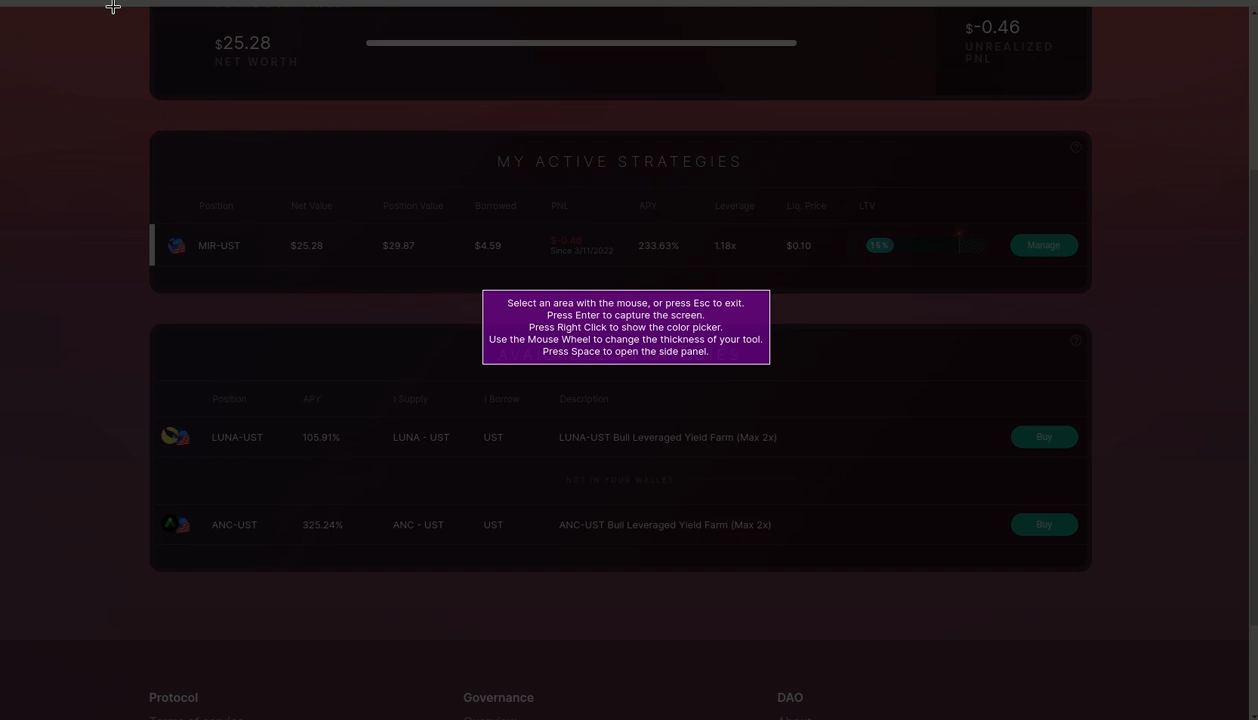 $25.28
NET WORTH
$-0.46
UNREALIZED
PNL
MY ACTIVE STRATEGIES
Position Net Value Position Value Borrowed PNL APY Leverage Liq. Price LTV
MIR-UST $25.28 $29.87 $4.59 $-0.46 233.63% 1.18x $0.10 15% Manage
Since 3/11/2022
Select an area with the mouse, or press Esc to exit.
Press Enter to capture the screen.
Press Right Click to show the color picker.
Use the Mouse Wheel to change the thickness of your tool.
Press Space to open the side panel.
Position APY I Supply I Borrow Description
LUNA-UST 105.91% LUNA - UST UST LUNA-UST Bull Leveraged Yield Farm (Max 2x) Buy
NOT IN YOUR WALLET
ANC-UST 325.24% ANC - UST UST ANC-UST Bull Leveraged Yield Farm (Max 2x) Buy
Protocol Governance DAO